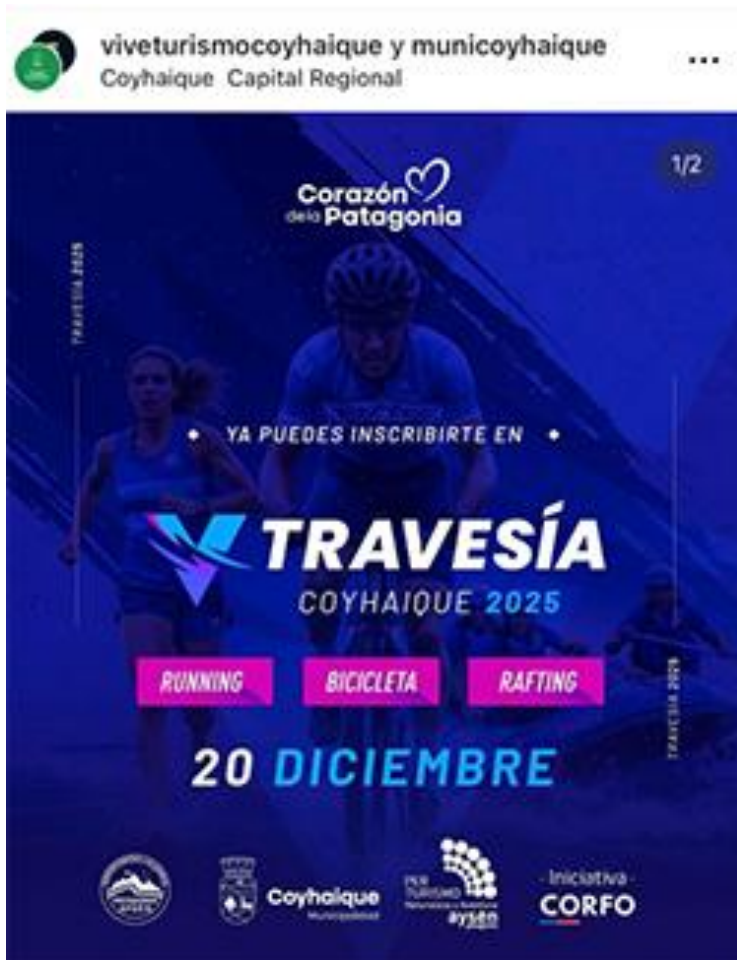 viveturismocoyhaique y municoyhaique
Coyhaique Capital Regional
1/2
Corazón
de la Patagonia
TRAVESÍA 2025
YA PUEDES INSCRIBIRTE EN
TRAVESÍA
COYHAIQUE 2025
RUNNING
BICICLETA
RAFTING
TRAVESÍA 2025
20 DICIEMBRE
Coyhaique
Municipalidad
PER
TURISMO
aysén
- Iniciativa -
CORFO